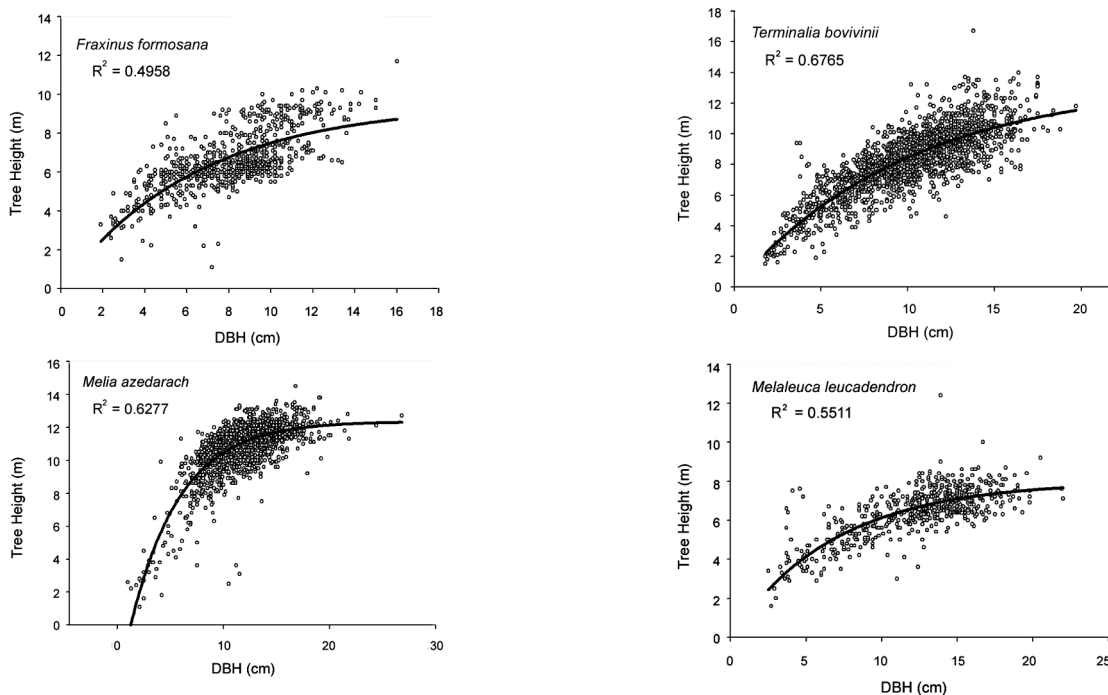 Fraxinus formosana
R² = 0.4958
14
12
10
8
6
4
2
0
Tree Height (m)
0 2 4 6 8 10 12 14 16 18
DBH (cm)
Terminalia bovivinii
R² = 0.6765
18
16
14
12
10
8
6
4
2
0
Tree Height (m)
0 5 10 15 20
DBH (cm)
Melia azedarach
R² = 0.6277
16
14
12
10
8
6
4
2
0
Tree Height (m)
0 10 20 30
DBH (cm)
Melaleuca leucadendron
R² = 0.5511
14
12
10
8
6
4
2
0
Tree Height (m)
0 5 10 15 20 25
DBH (cm)